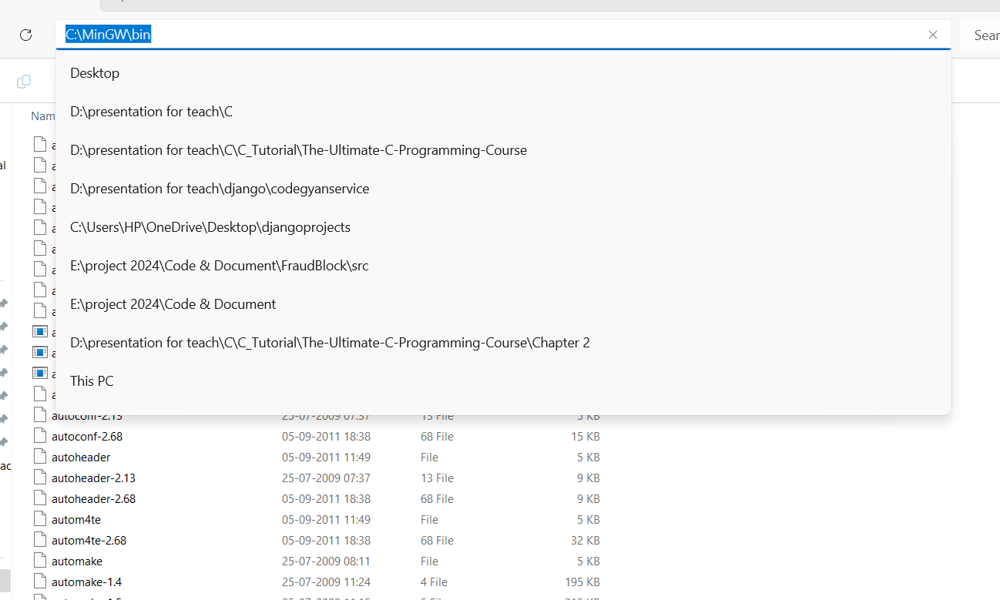 C:\MinGW\bin
Sear
Desktop
D:\presentation for teach\C
Nam
D:\presentation for teach\C\C_Tutorial\The-Ultimate-C-Programming-Course
al
D:\presentation for teach\django\codegyanservice
C:\Users\HP\OneDrive\Desktop\djangoprojects
E:\project 2024\Code & Document\FraudBlock\src
E:\project 2024\Code & Document
D:\presentation for teach\C\C_Tutorial\The-Ultimate-C-Programming-Course\Chapter 2
This PC
autoconf-2.13 25-07-2009 07:37 13 File 5 KB
autoconf-2.68 05-09-2011 18:38 68 File 15 KB
autoheader 05-09-2011 11:49 File 5 KB
ac
autoheader-2.13 25-07-2009 07:37 13 File 9 KB
autoheader-2.68 05-09-2011 18:38 68 File 9 KB
autom4te 05-09-2011 11:49 File 5 KB
autom4te-2.68 05-09-2011 18:38 68 File 32 KB
automake 25-07-2009 08:11 File 5 KB
automake-1.4 25-07-2009 11:24 4 File 195 KB